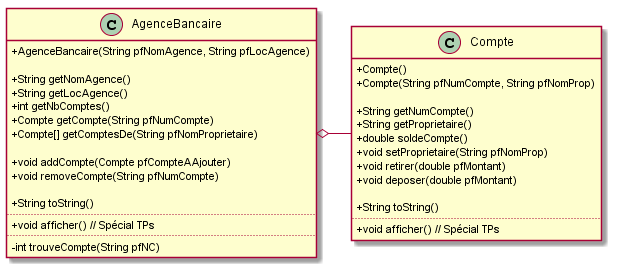 C AgenceBancaire
+AgenceBancaire(String pfNomAgence, String pfLocAgence)
+String getNomAgence()
+String getLocAgence()
+int getNbComptes()
+Compte getCompte(String pfNumCompte)
+Compte[] getComptesDe(String pfNomProprietaire)
+void addCompte(Compte pfCompteAAjouter)
+void removeCompte(String pfNumCompte)
+String toString()
+void afficher() // Spécial TPs
-int trouveCompte(String pfNC)
C Compte
+Compte()
+Compte(String pfNumCompte, String pfNomProp)
+String getNumCompte()
+String getProprietaire()
+double soldeCompte()
+void setProprietaire(String pfNomProp)
+void retirer(double pfMontant)
+void deposer(double pfMontant)
+String toString()
+void afficher() // Spécial TPs